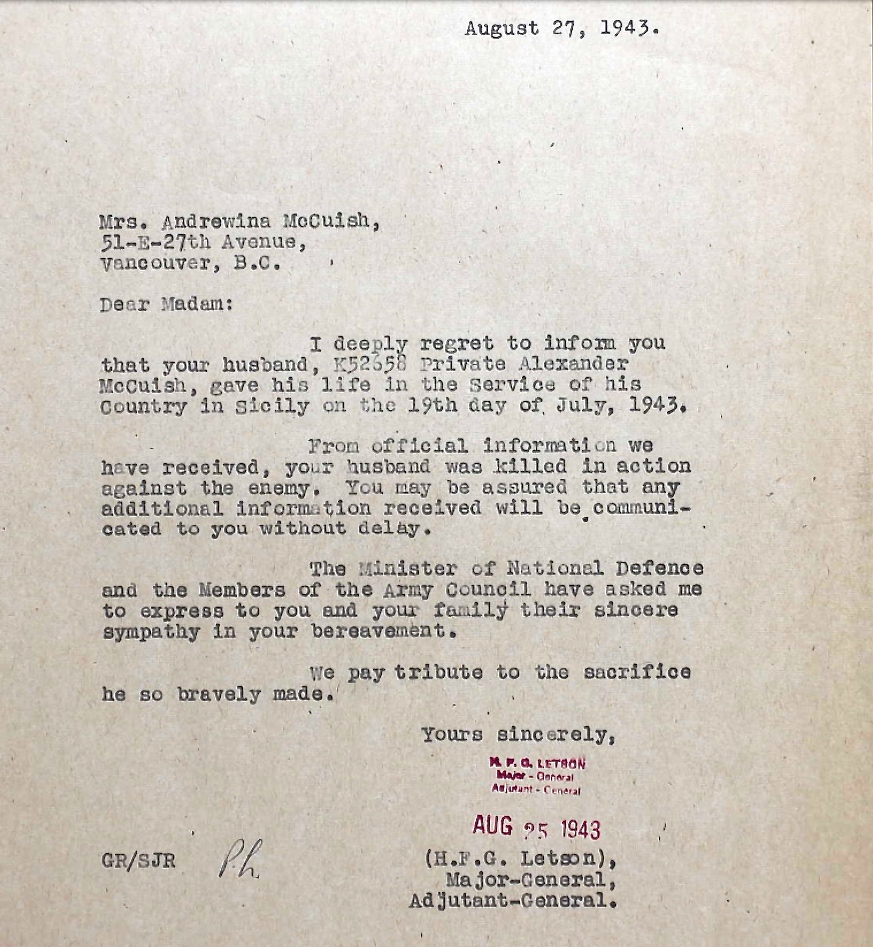 August 27, 1943.
Mrs. Andrewina McCuish,
51-E-27th Avenue,
Vancouver, B.C.
Dear Madam:
I deeply regret to inform you
that your husband, K52658 Private Alexander
McCuish, gave his life in the Service of his
Country in Sicily on the 19th day of July, 1943.
From official information we
have received, your husband was killed in action
against the enemy. You may be assured that any
additional information received will be communi-
cated to you without delay.
The Minister of National Defence
and the Members of the Army Council have asked me
to express to you and your family their sincere
sympathy in your bereavement.
We pay tribute to the sacrifice
he so bravely made.
Yours sincerely,
H. F. G. LETSON
Major - General
Adjutant - General
AUG 25 1943
GR/SJR
(H.F.G. Letson),
Major-General,
Adjutant-General.